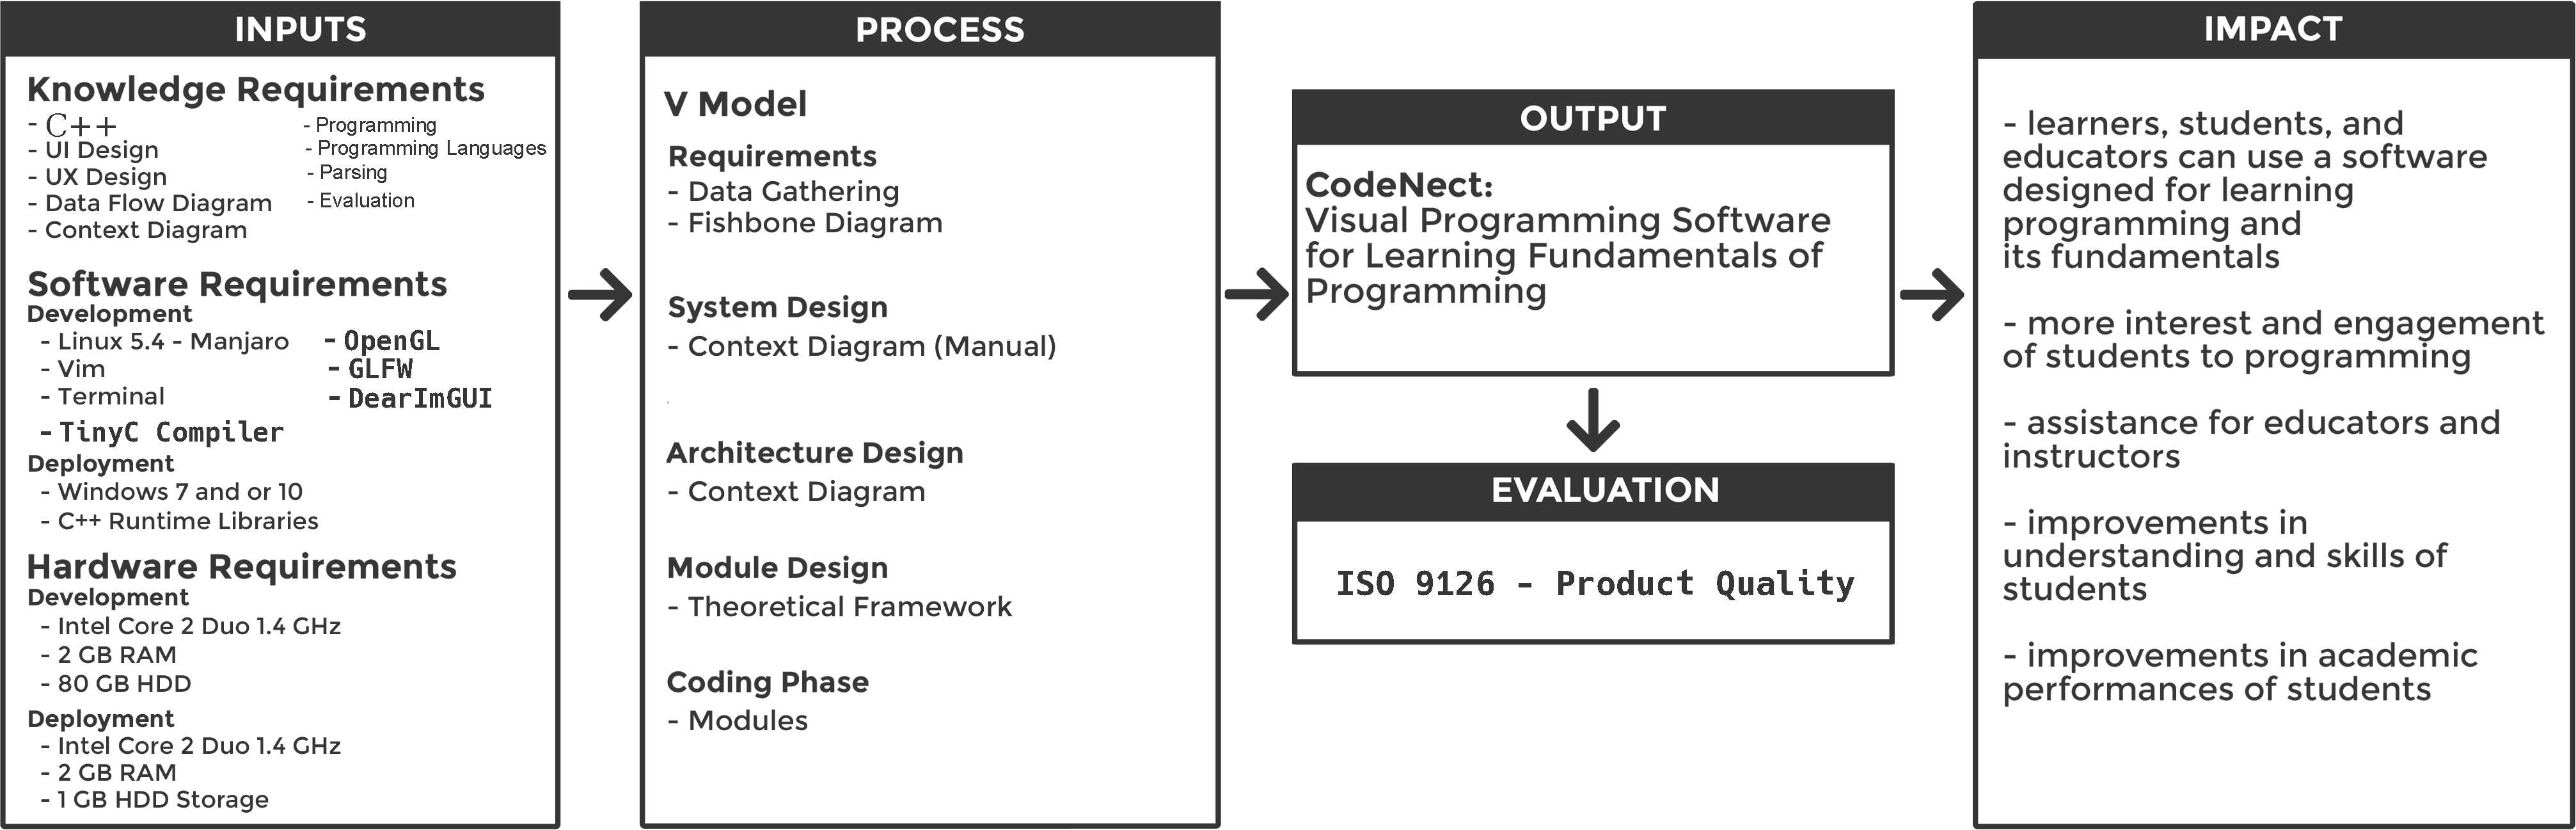 INPUTS
Knowledge Requirements
- C++
- UI Design
- UX Design
- Data Flow Diagram
- Context Diagram
- Programming
- Programming Languages
- Parsing
- Evaluation
Software Requirements
Development
- Linux 5.4 - Manjaro
- Vim
- Terminal
- TinyC Compiler
- OpenGL
- GLFW
- DearImGUI
Deployment
- Windows 7 and or 10
- C++ Runtime Libraries
Hardware Requirements
Development
- Intel Core 2 Duo 1.4 GHz
- 2 GB RAM
- 80 GB HDD
Deployment
- Intel Core 2 Duo 1.4 GHz
- 2 GB RAM
- 1 GB HDD Storage
PROCESS
V Model
Requirements
- Data Gathering
- Fishbone Diagram
System Design
- Context Diagram (Manual)
Architecture Design
- Context Diagram
Module Design
- Theoretical Framework
Coding Phase
- Modules
OUTPUT
CodeNect:
Visual Programming Software
for Learning Fundamentals of
Programming
EVALUATION
ISO 9126 - Product Quality
IMPACT
- learners, students, and
educators can use a software
designed for learning
programming and
its fundamentals
- more interest and engagement
of students to programming
- assistance for educators and
instructors
- improvements in
understanding and skills of
students
- improvements in academic
performances of students